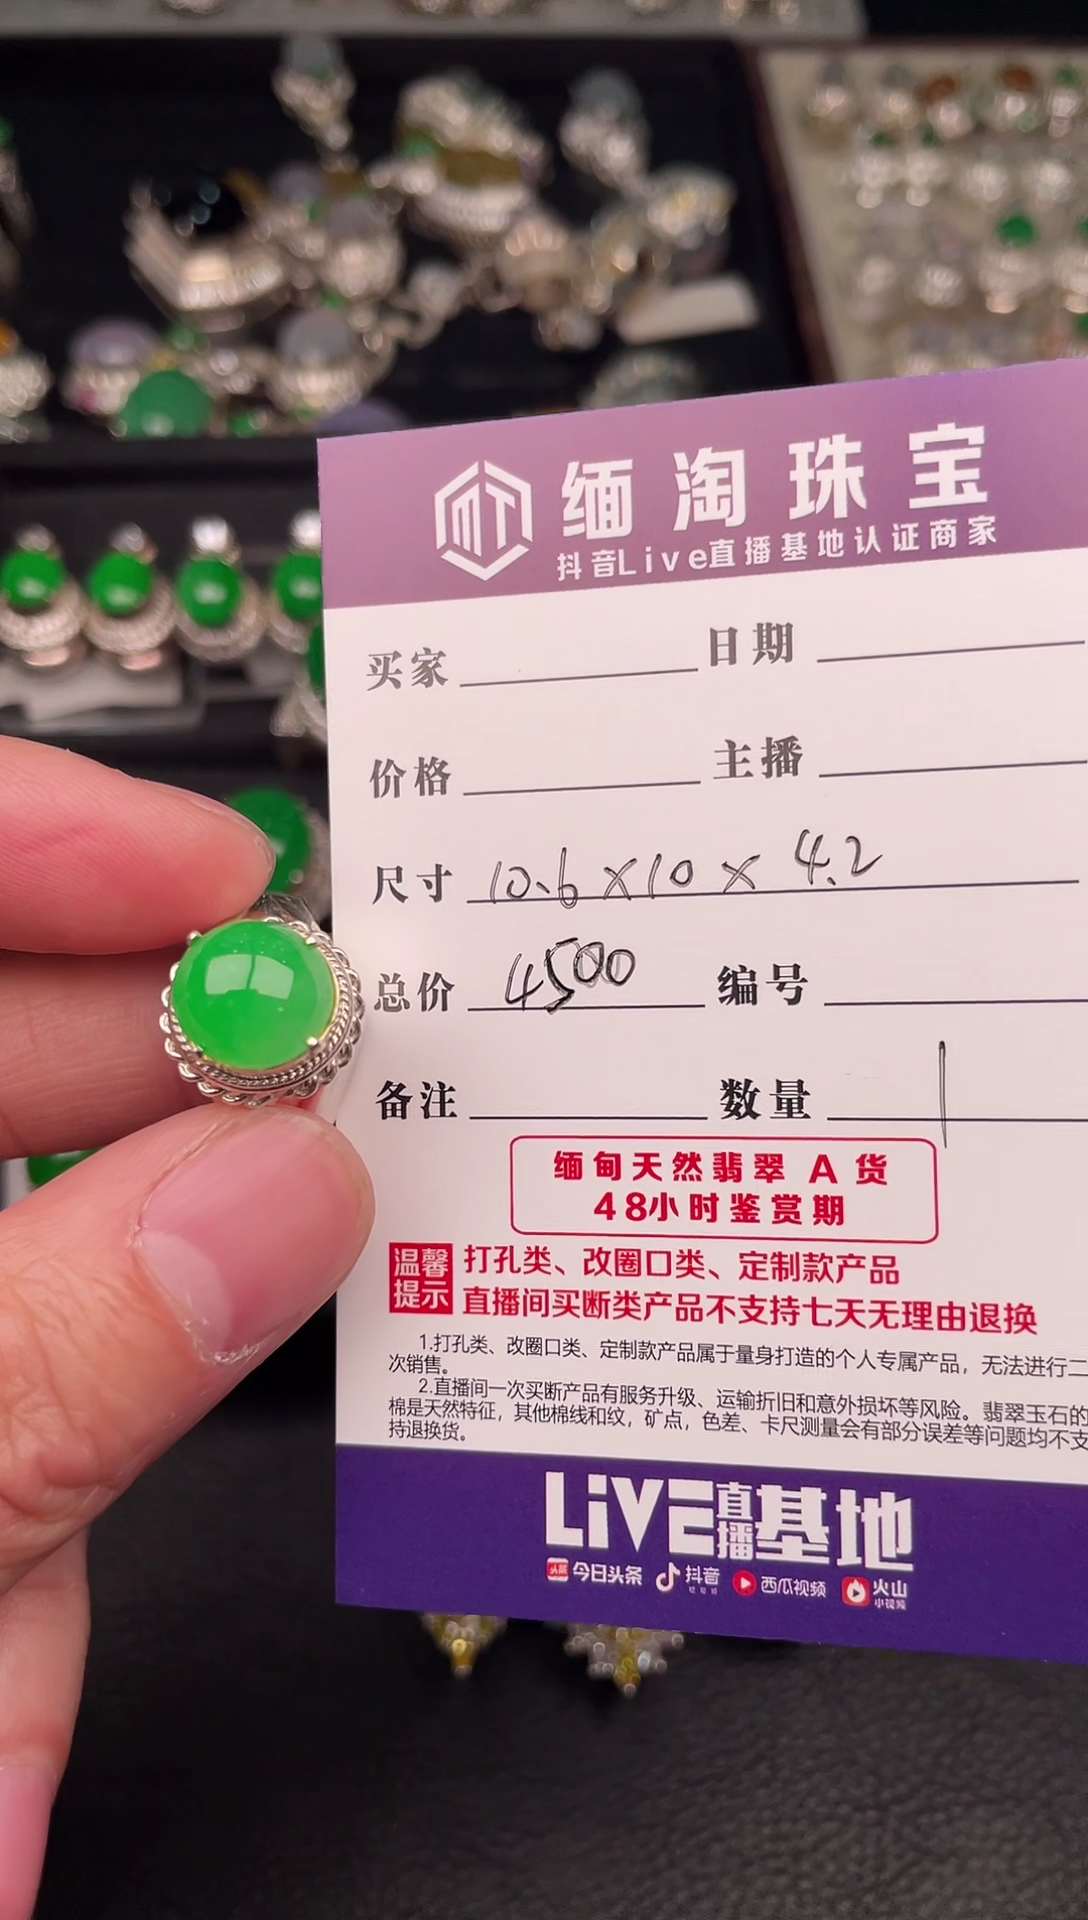 MT
缅淘珠宝
抖音Live直播基地认证商家
买家 日期
价格 主播
尺寸 10.6×10×4.2
总价 4500 编号
备注 数量 1
缅甸天然翡翠 A 货
48小时鉴赏期
温馨提示
打孔类、改圈口类、定制款产品
直播间买断类产品不支持七天无理由退换
1.打孔类、改圈口类、定制款产品属于量身打造的个人专属产品，无法进行二
次销售。
2.直播间一次买断产品有服务升级、运输折旧和意外损坏等风险。翡翠玉石的
棉是天然特征，其他棉线和纹，矿点，色差、卡尺测量会有部分误差等问题均不支
持退换货。
LiVE直播基地
头条 今日头条 抖音 西瓜视频 火山小视频